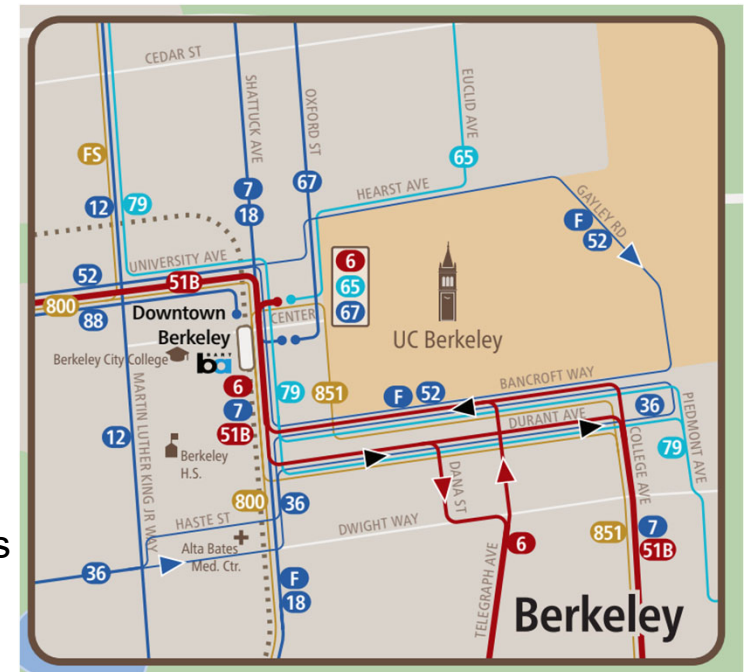 CEDAR ST
SHATTUCK AVE
OXFORD ST
EUCLID AVE
FS
65
12
79
7
18
67
HEARST AVE
GAYLEY RD
F
52
UNIVERSITY AVE
52
51B
800
88
6
65
67
Downtown
Berkeley
CENTER
UC Berkeley
Berkeley City College
BART
ba
6
7
51B
79
851
F
52
BANCROFT WAY
DURANT AVE
36
PIEDMONT AVE
79
COLLEGE AVE
MARTIN LUTHER KING JR WAY
12
Berkeley
H.S.
800
36
DANA ST
HASTE ST
DWIGHT WAY
s
Alta Bates
Med. Ctr.
36
F
18
TELEGRAPH AVE
6
851
7
51B
Berkeley